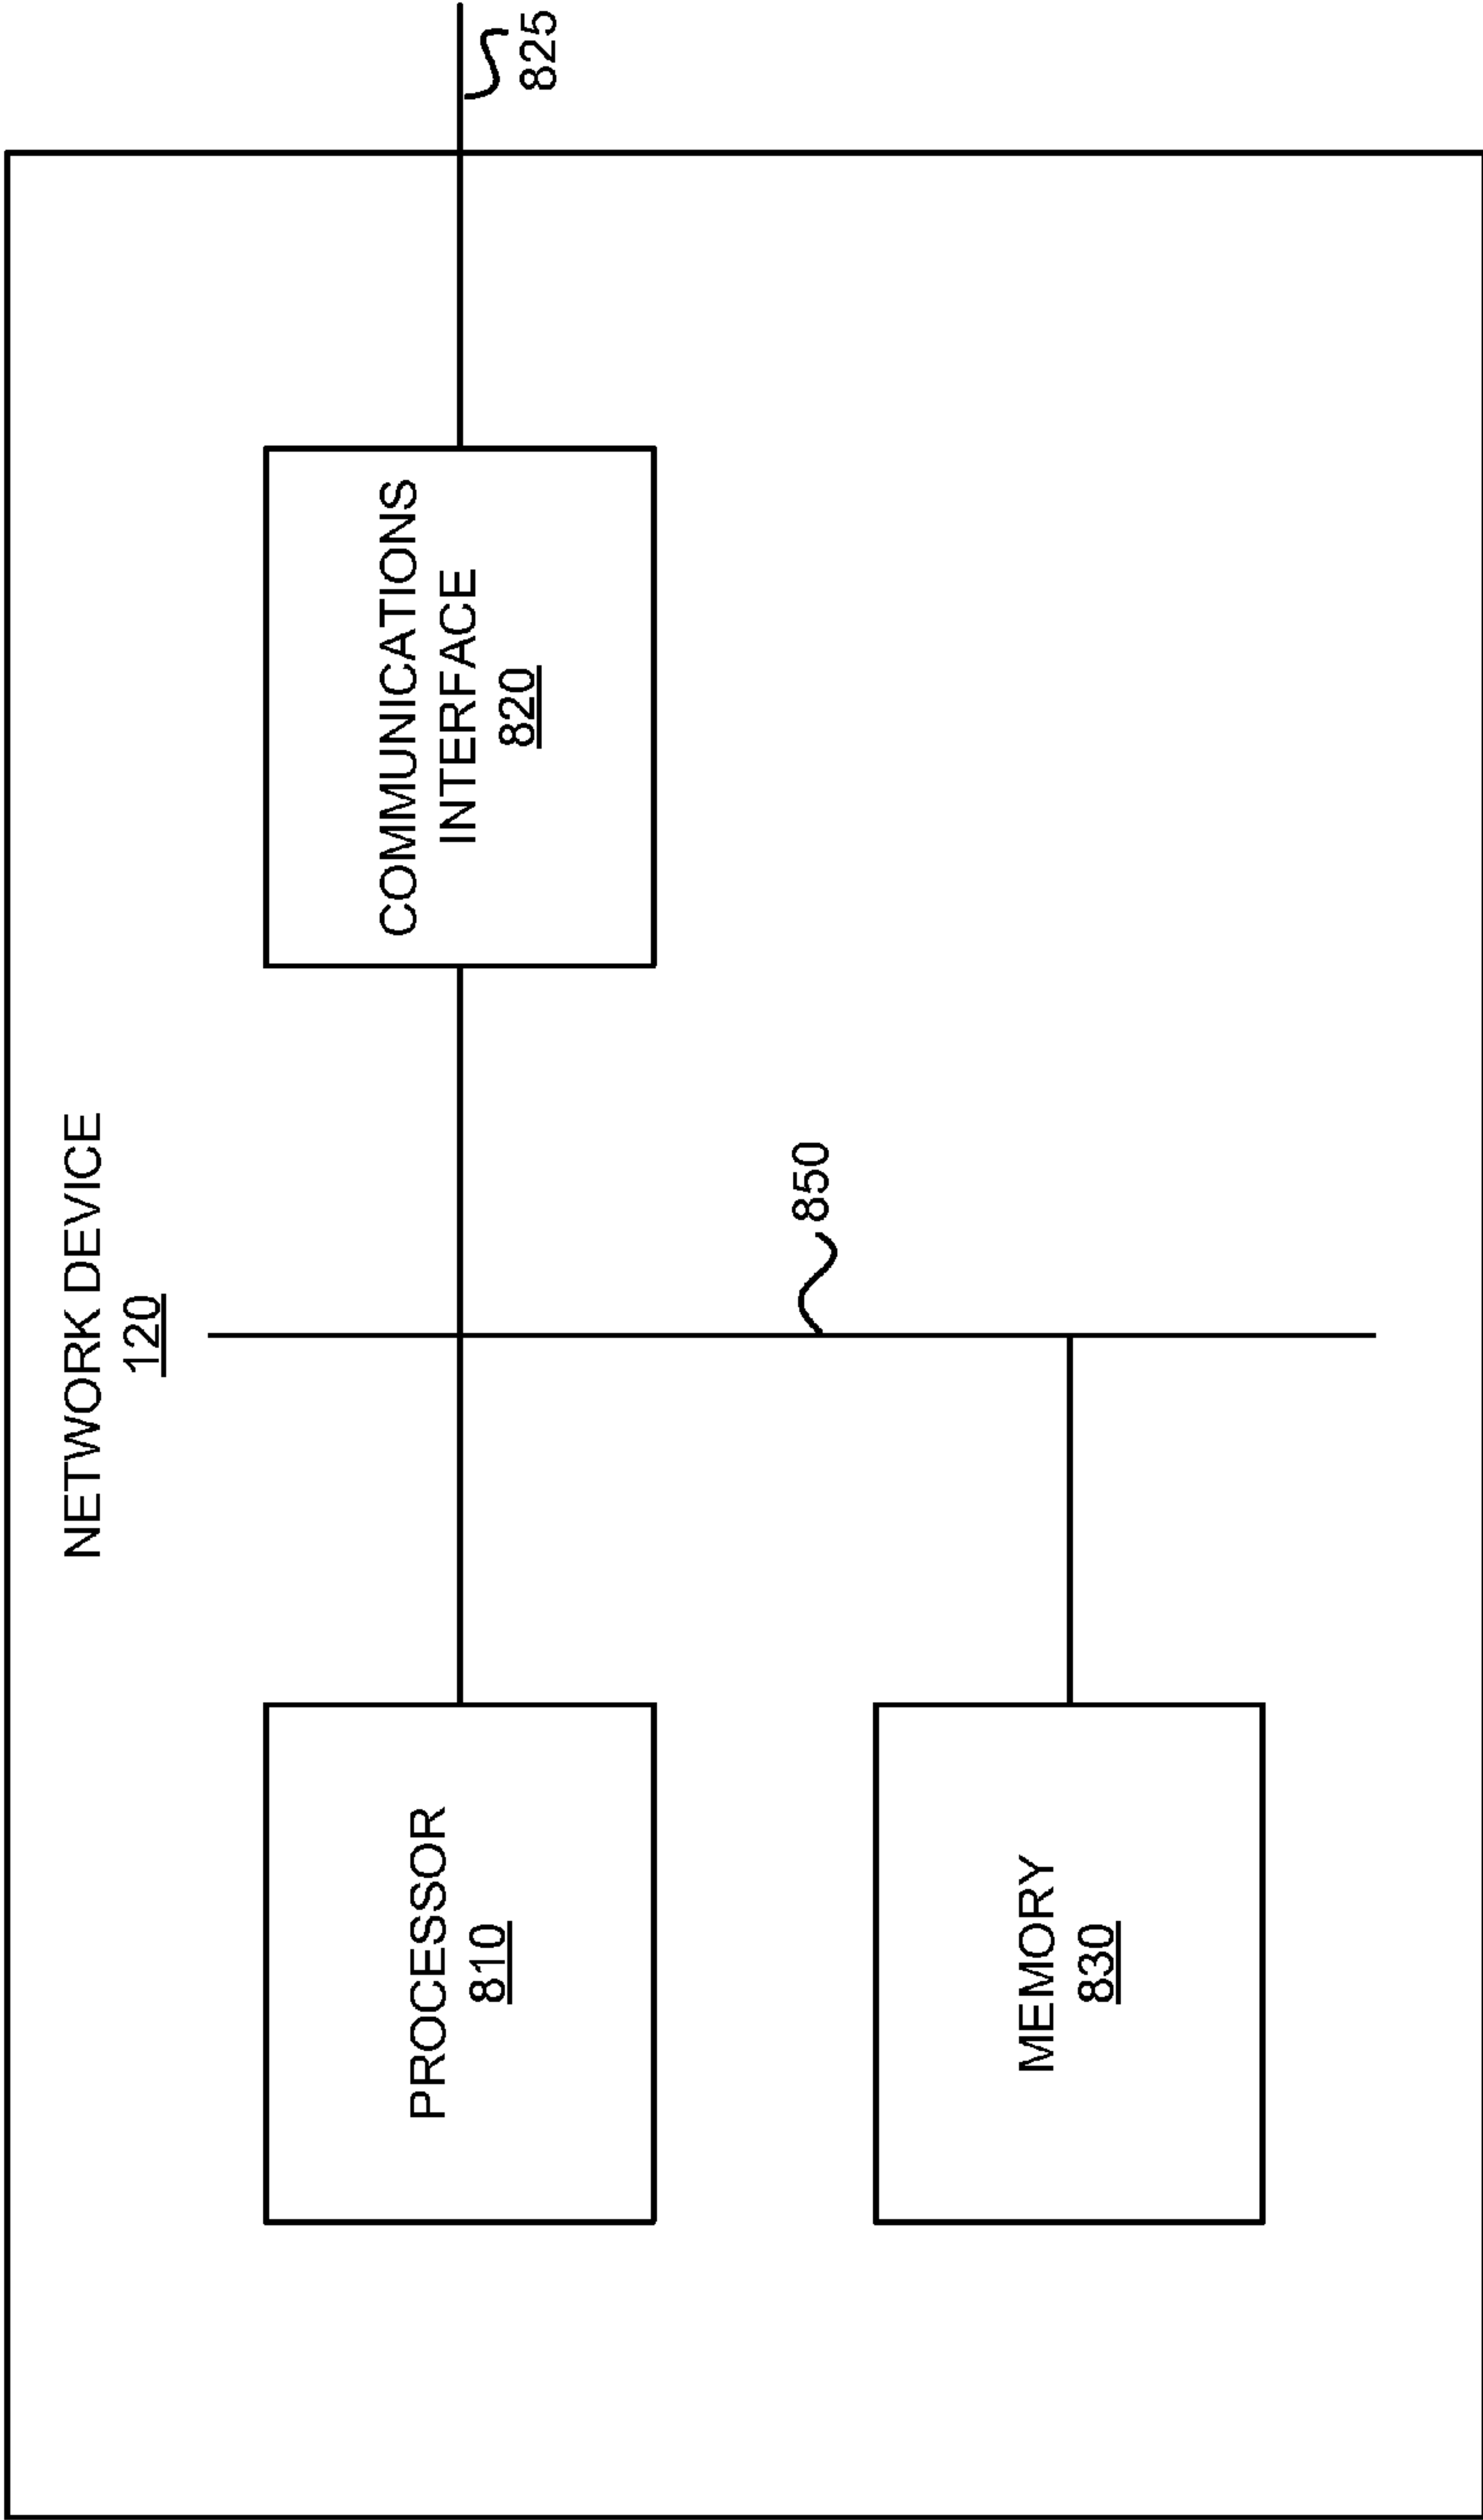 NETWORK DEVICE
120
PROCESSOR
810
COMMUNICATIONS
INTERFACE
820
825
850
MEMORY
830